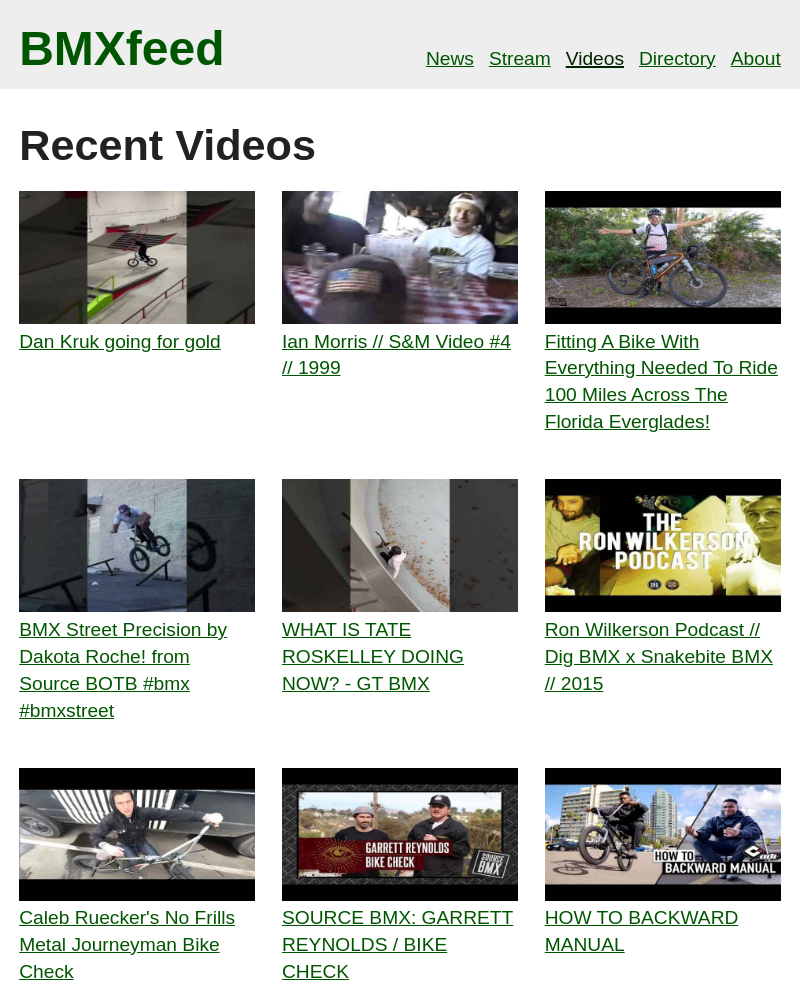 BMXfeed
News Stream Videos Directory About
Recent Videos
Dan Kruk going for gold
Ian Morris // S&M Video #4
// 1999
Fitting A Bike With
Everything Needed To Ride
100 Miles Across The
Florida Everglades!
THE
RON WILKERSON
PODCAST
DIG
BMX Street Precision by
Dakota Roche! from
Source BOTB #bmx
#bmxstreet
WHAT IS TATE
ROSKELLEY DOING
NOW? - GT BMX
Ron Wilkerson Podcast //
Dig BMX x Snakebite BMX
// 2015
GARRETT REYNOLDS
BIKE CHECK
SOURCE
BMX
HOW TO
BACKWARD MANUAL
Caleb Ruecker's No Frills
Metal Journeyman Bike
Check
SOURCE BMX: GARRETT
REYNOLDS / BIKE
CHECK
HOW TO BACKWARD
MANUAL